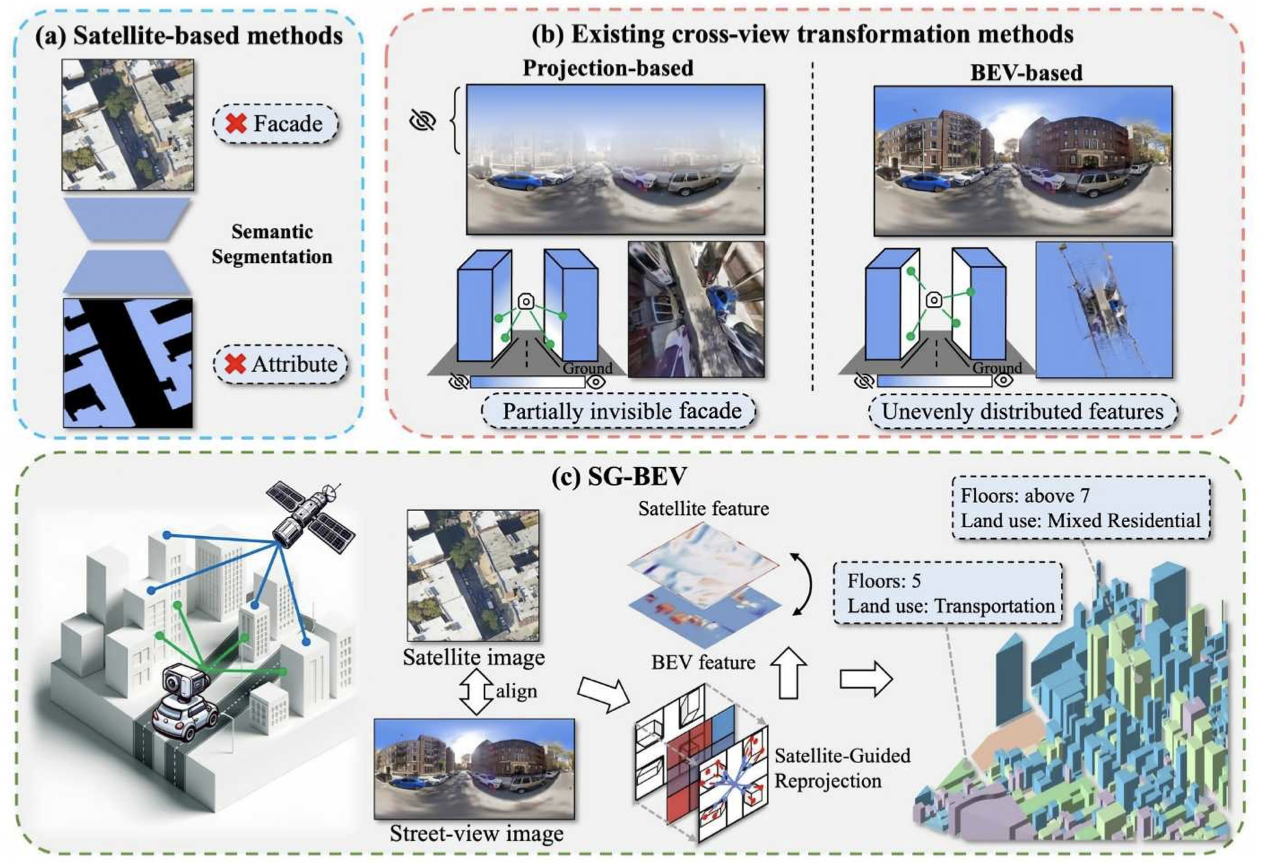 (a) Satellite-based methods
Facade
Semantic
Segmentation
Attribute
(b) Existing cross-view transformation methods
Projection-based
BEV-based
Ground
Ground
Partially invisible facade
Unevenly distributed features
(c) SG-BEV
Satellite image
align
Street-view image
Satellite feature
BEV feature
Satellite-Guided
Reprojection
Floors: above 7
Land use: Mixed Residential
Floors: 5
Land use: Transportation